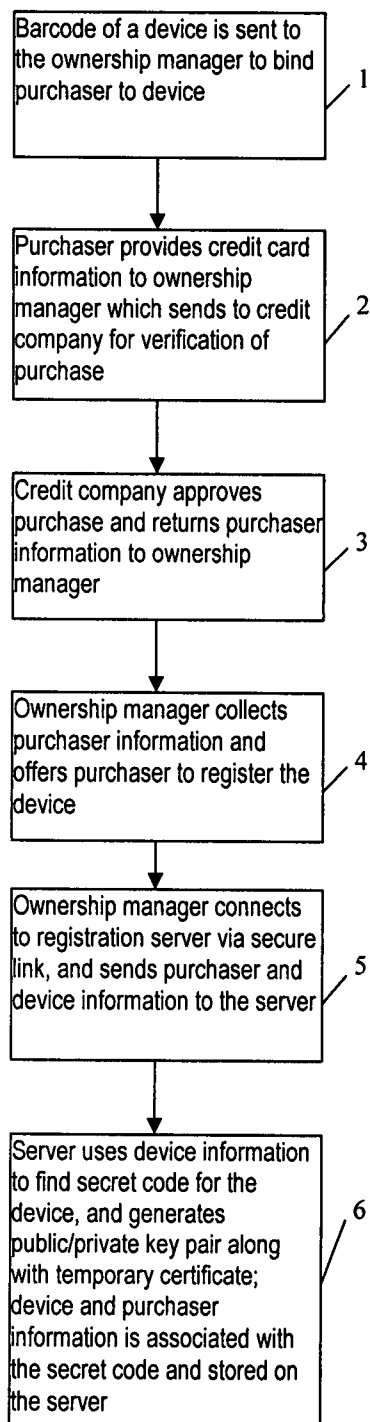 Barcode of a device is sent to
the ownership manager to bind
purchaser to device
1
Purchaser provides credit card
information to ownership
manager which sends to credit
company for verification of
purchase
2
Credit company approves
purchase and returns purchaser
information to ownership
manager
3
Ownership manager collects
purchaser information and
offers purchaser to register the
device
4
Ownership manager connects
to registration server via secure
link, and sends purchaser and
device information to the server
5
Server uses device information
to find secret code for the
device, and generates
public/private key pair along
with temporary certificate;
device and purchaser
information is associated with
the secret code and stored on
the server
6